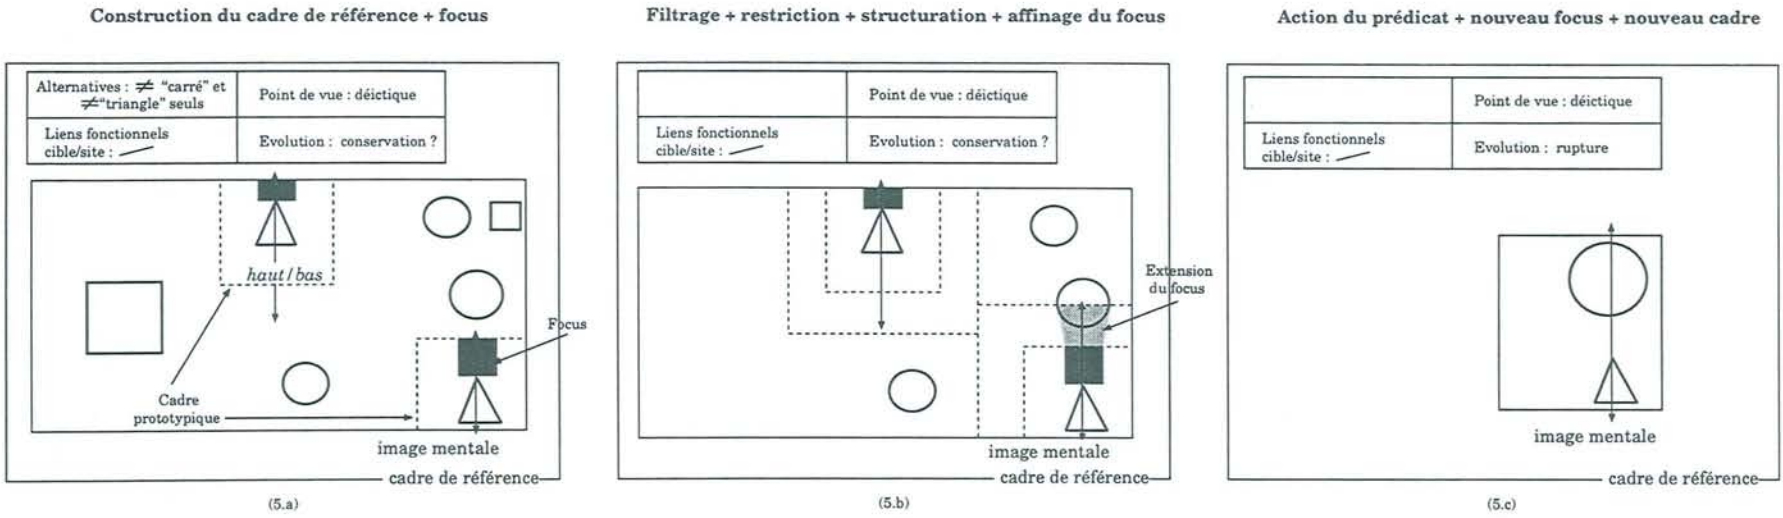 Construction du cadre de référence + focus
Alternatives : ≠ "carré" et
≠"triangle" seuls
Point de vue : déictique
Liens fonctionnels
cible/site :
Evolution : conservation ?
haut / bas
Focus
Cadre
prototypique
image mentale
cadre de référence
(5.a)
Filtrage + restriction + structuration + affinage du focus
Point de vue : déictique
Liens fonctionnels
cible/site :
Evolution : conservation ?
Extension
du focus
image mentale
cadre de référence
(5.b)
Action du prédicat + nouveau focus + nouveau cadre
Point de vue : déictique
Liens fonctionnels
cible/site :
Evolution : rupture
image mentale
cadre de référence
(5.c)